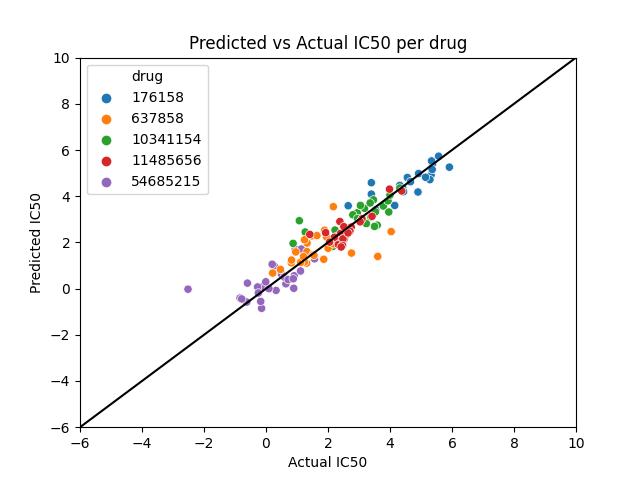 Predicted vs Actual IC50 per drug
Predicted IC50
10
8
6
4
2
0
−2
−4
−6
drug
176158
637858
10341154
11485656
54685215
−6 −4 −2 0 2 4 6 8 10
Actual IC50